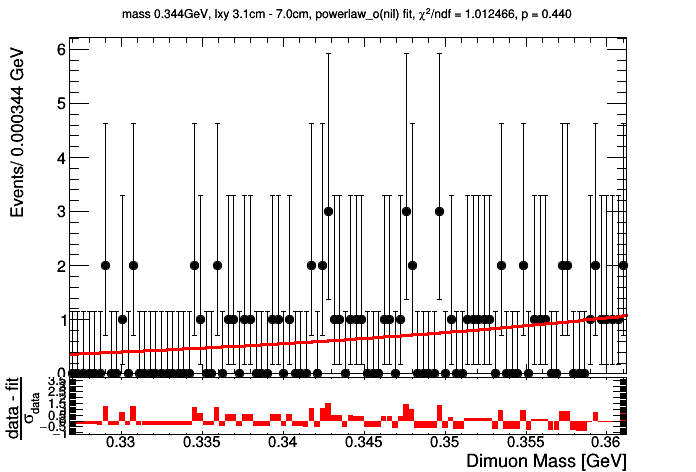 mass 0.344GeV, lxy 3.1cm - 7.0cm, powerlaw_o(nil) fit, χ²/ndf = 1.012466, p = 0.440
Events/ 0.000344 GeV
6
5
4
3
2
1
0
data - fit
σdata
0.33 0.335 0.34 0.345 0.35 0.355 0.36
Dimuon Mass [GeV]